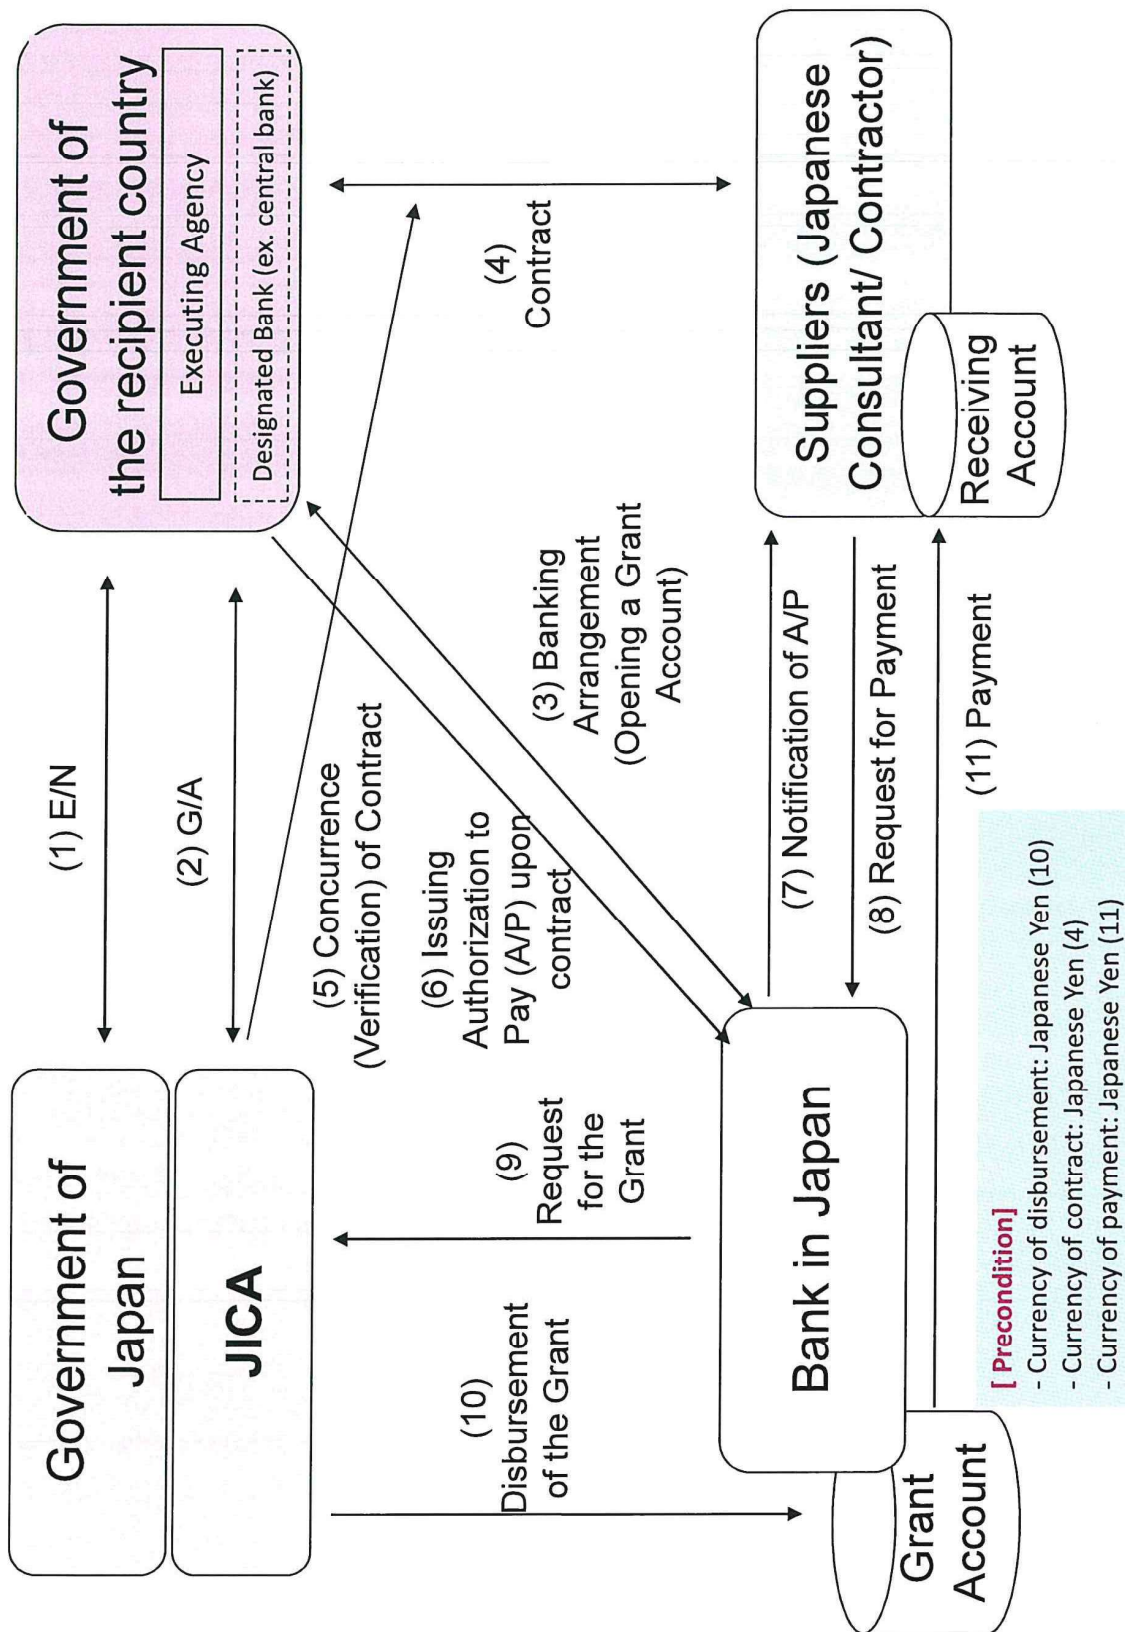 Government of
Japan
JICA
(1) E/N
(2) G/A
Government of
the recipient country
Executing Agency
Designated Bank (ex. central bank)
(5) Concurrence
(Verification) of Contract
(6) Issuing
Authorization to
Pay (A/P) upon
contract
(3) Banking
Arrangement
(Opening a Grant
Account)
(4)
Contract
(10)
Disbursement
of the Grant
(9)
Request
for the
Grant
Bank in Japan
Grant
Account
(7) Notification of A/P
(8) Request for Payment
(11) Payment
Suppliers (Japanese
Consultant/ Contractor)
Receiving
Account
[ Precondition]
- Currency of disbursement: Japanese Yen (10)
- Currency of contract: Japanese Yen (4)
- Currency of payment: Japanese Yen (11)